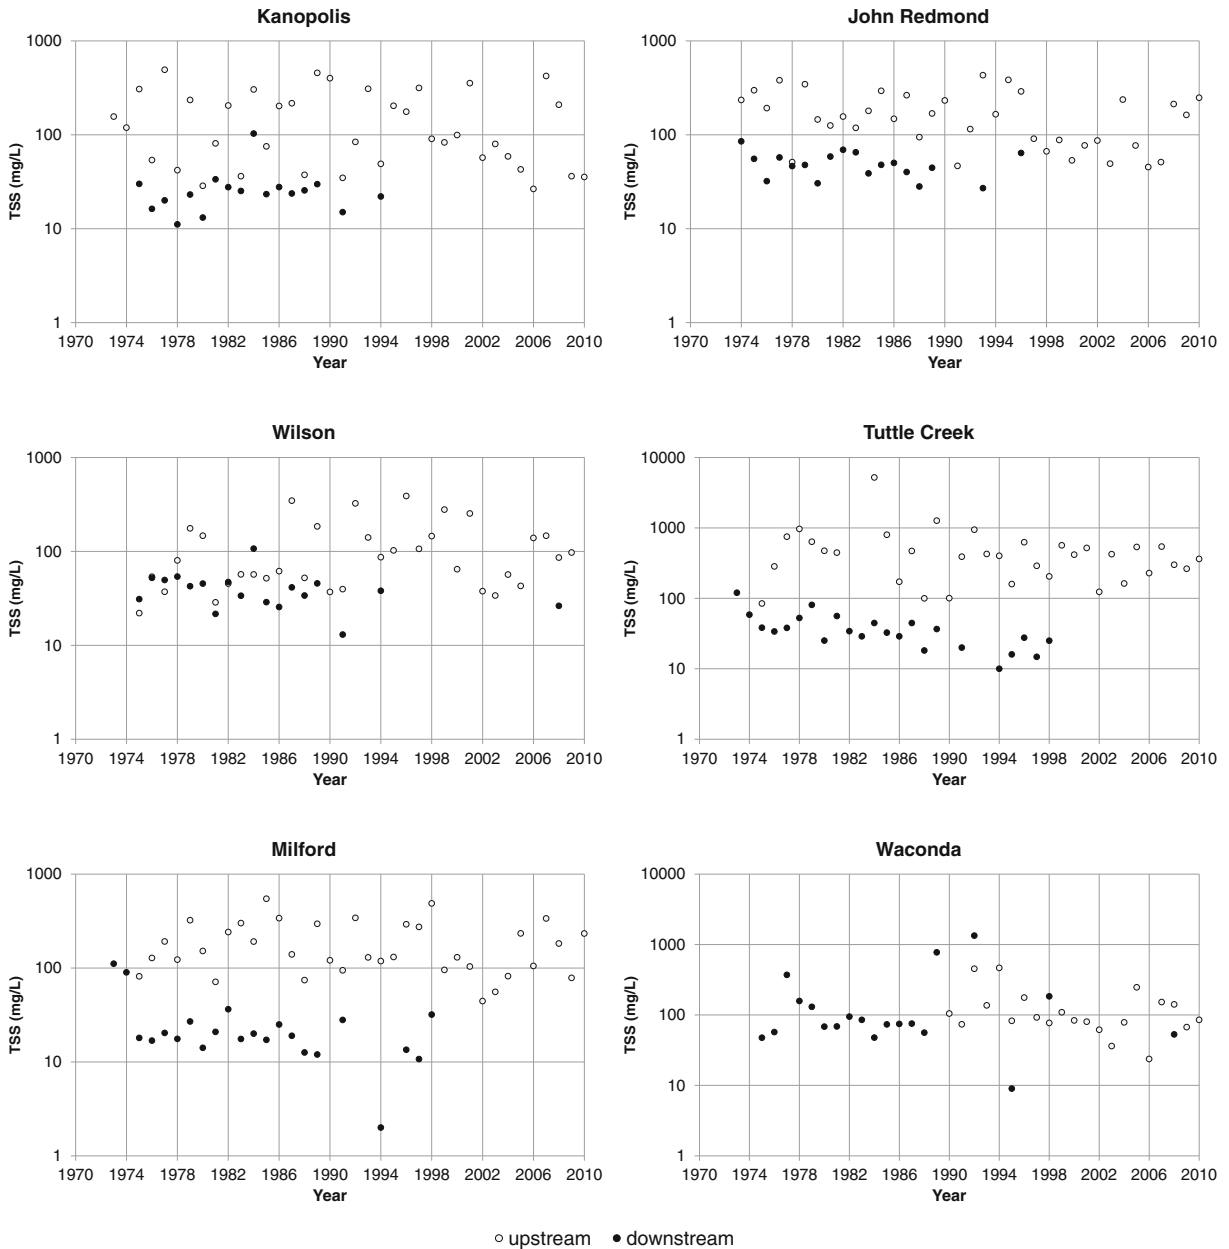 Kanopolis
1000
100
10
1
TSS (mg/L)
1970 1974 1978 1982 1986 1990 1994 1998 2002 2006 2010
Year
John Redmond
1000
100
10
1
TSS (mg/L)
1970 1974 1978 1982 1986 1990 1994 1998 2002 2006 2010
Year
Wilson
1000
100
10
1
TSS (mg/L)
1970 1974 1978 1982 1986 1990 1994 1998 2002 2006 2010
Year
Tuttle Creek
10000
1000
100
10
1
TSS (mg/L)
1970 1974 1978 1982 1986 1990 1994 1998 2002 2006 2010
Year
Milford
1000
100
10
1
TSS (mg/L)
1970 1974 1978 1982 1986 1990 1994 1998 2002 2006 2010
Year
Waconda
10000
1000
100
10
1
TSS (mg/L)
1970 1974 1978 1982 1986 1990 1994 1998 2002 2006 2010
Year
upstream downstream